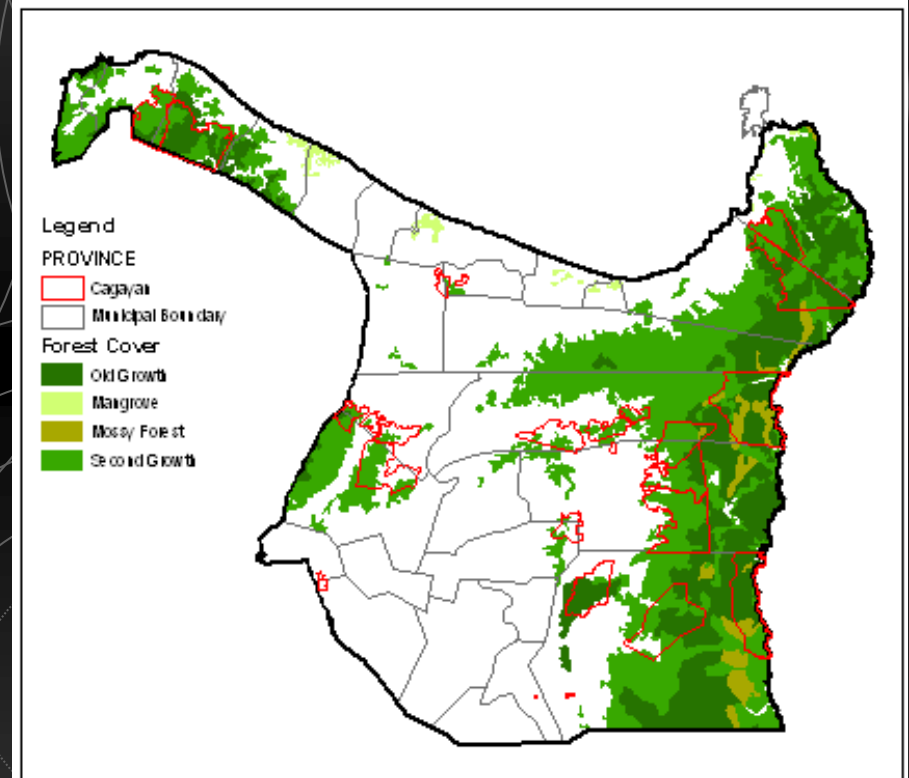 Legend
PROVINCE
Cagayan
Municipal Boundary
Forest Cover
Old Growth
Mangrove
Mossy Forest
Second Growth